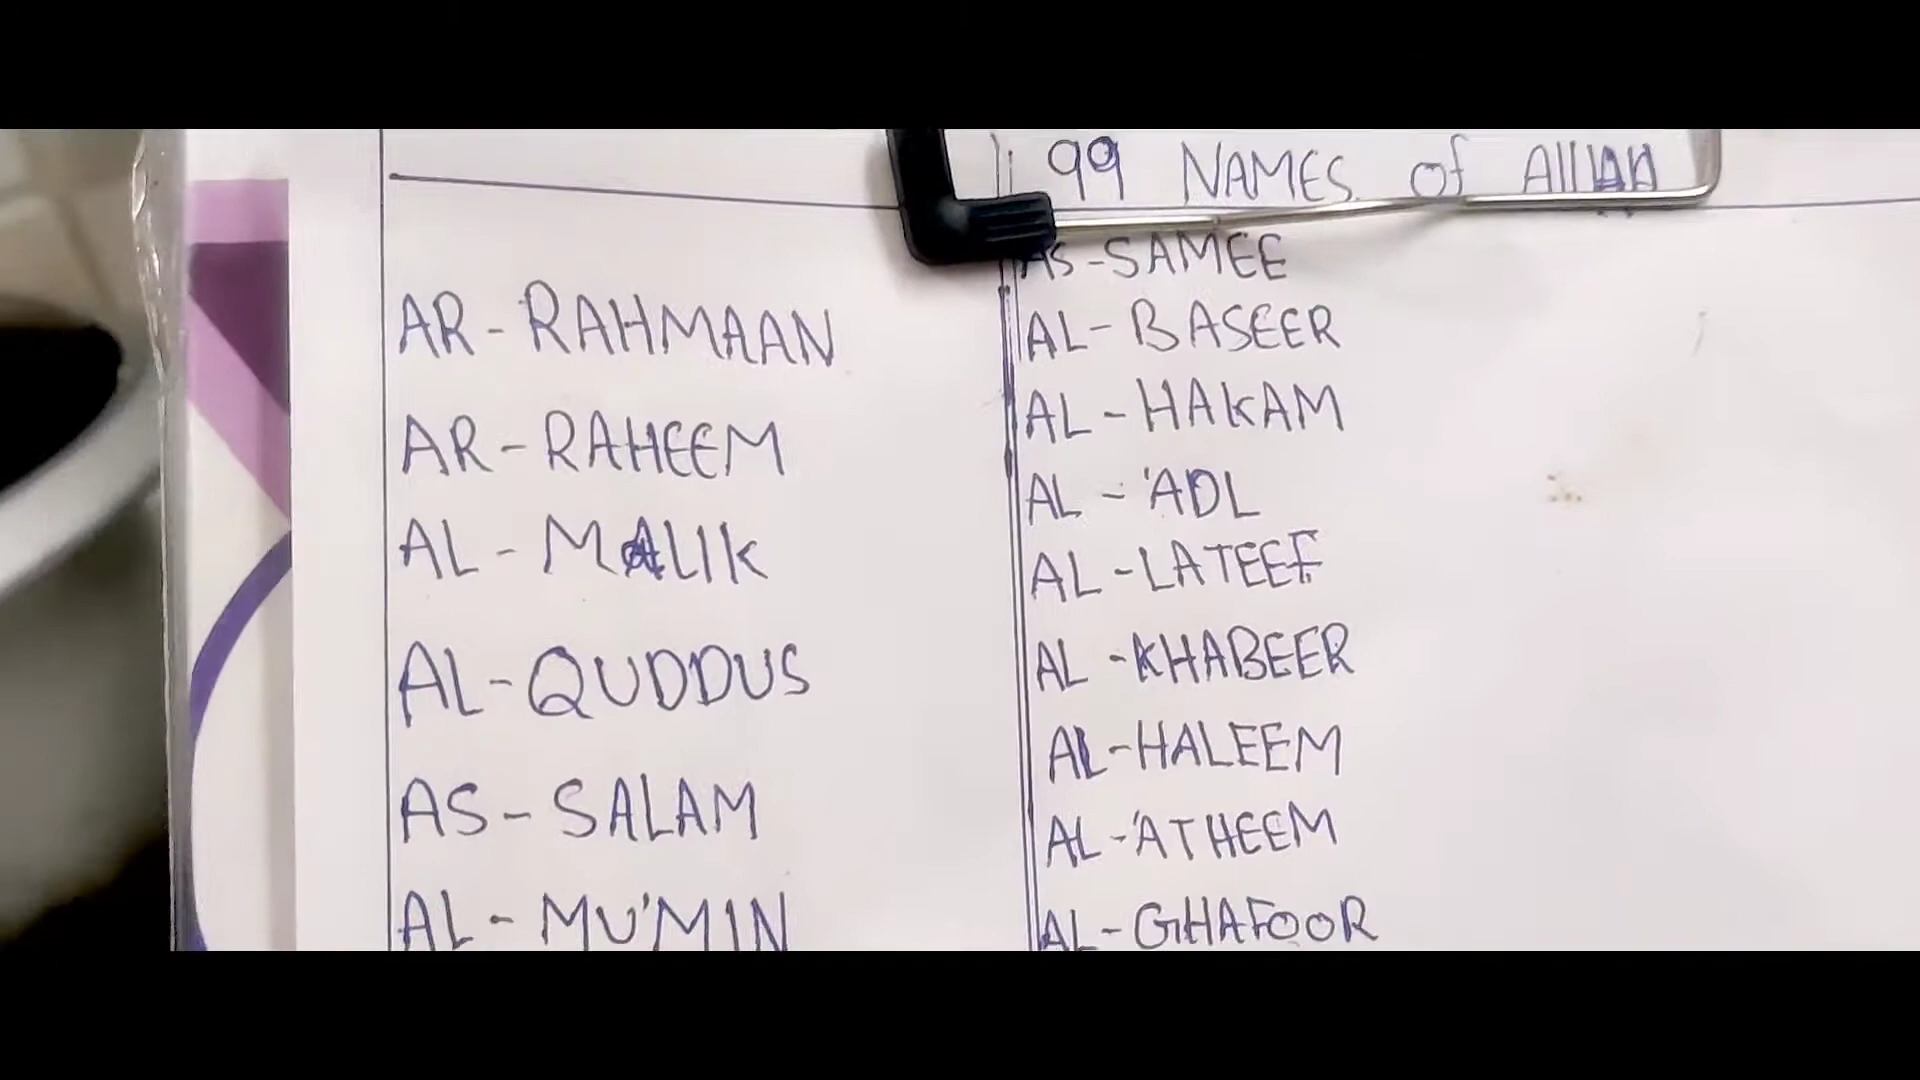 99 NAMES of Allah
AR-RAHMAAN
AR-RAHEEM
AL-MALIK
AL-QUDDUS
AS-SALAM
AL-MU'MIN
AS-SAMEE
AL-BASEER
AL-HAKAM
AL-'ADL
AL-LATEEF
AL-KHABEER
AL-HALEEM
AL-'ATHEEM
AL-GHAFOOR